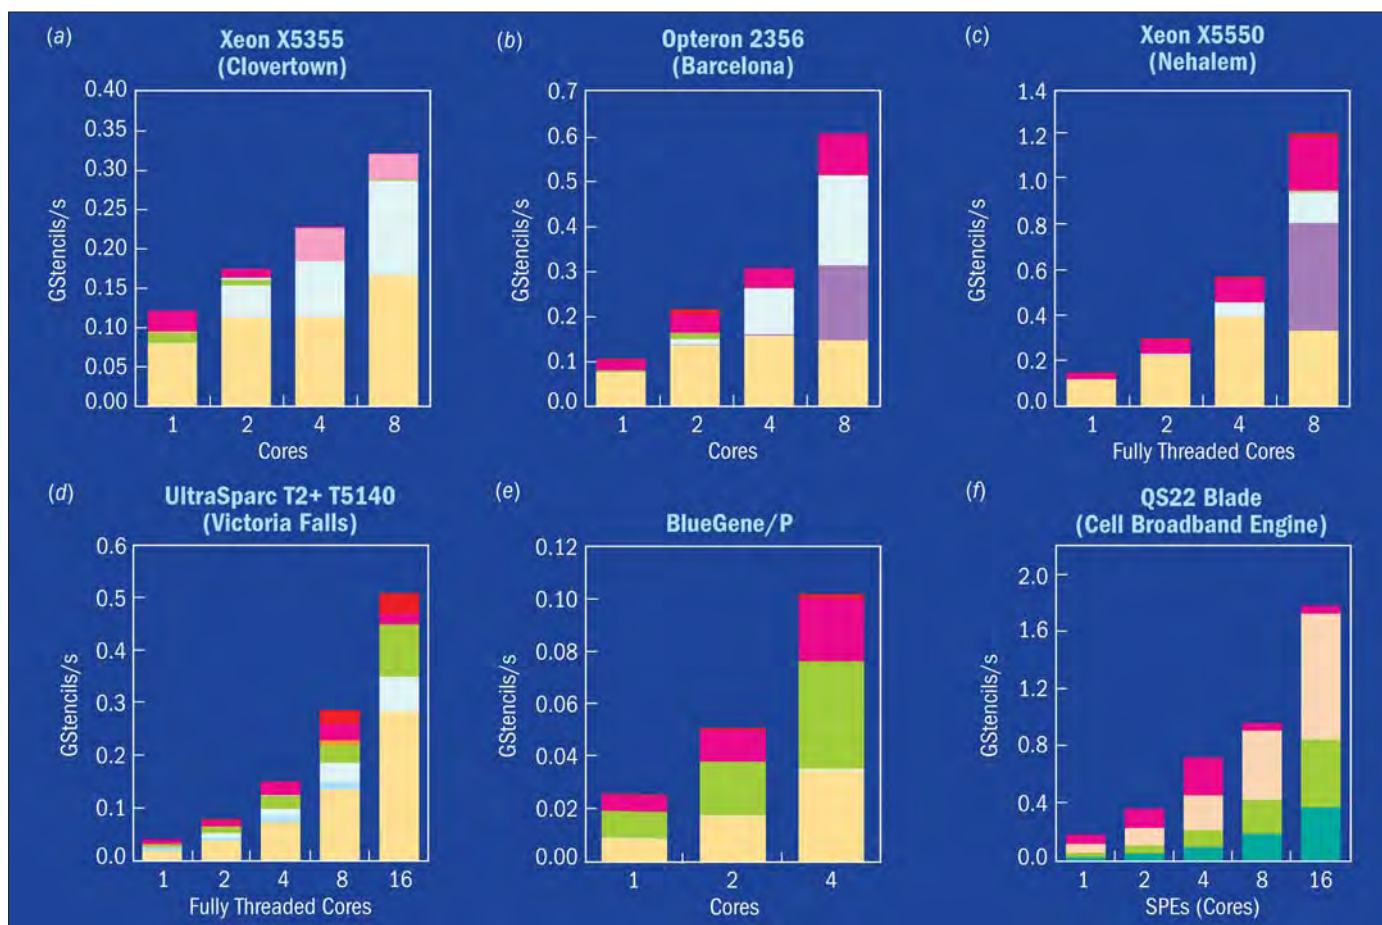 (a)
Xeon X5355
(Clovertown)
GStencils/s
0.40
0.35
0.30
0.25
0.20
0.15
0.10
0.05
0.00
1 2 4 8
Cores
(b)
Opteron 2356
(Barcelona)
GStencils/s
0.7
0.6
0.5
0.4
0.3
0.2
0.1
0.0
1 2 4 8
Cores
(c)
Xeon X5550
(Nehalem)
GStencils/s
1.4
1.2
1.0
0.8
0.6
0.4
0.2
0.0
1 2 4 8
Fully Threaded Cores
(d)
UltraSparc T2+ T5140
(Victoria Falls)
GStencils/s
0.6
0.5
0.4
0.3
0.2
0.1
0.0
1 2 4 8 16
Fully Threaded Cores
(e)
BlueGene/P
GStencils/s
0.12
0.10
0.08
0.06
0.04
0.02
0.00
1 2 4
Cores
(f)
QS22 Blade
(Cell Broadband Engine)
GStencils/s
2.0
1.6
1.2
0.8
0.4
0.0
1 2 4 8 16
SPEs (Cores)